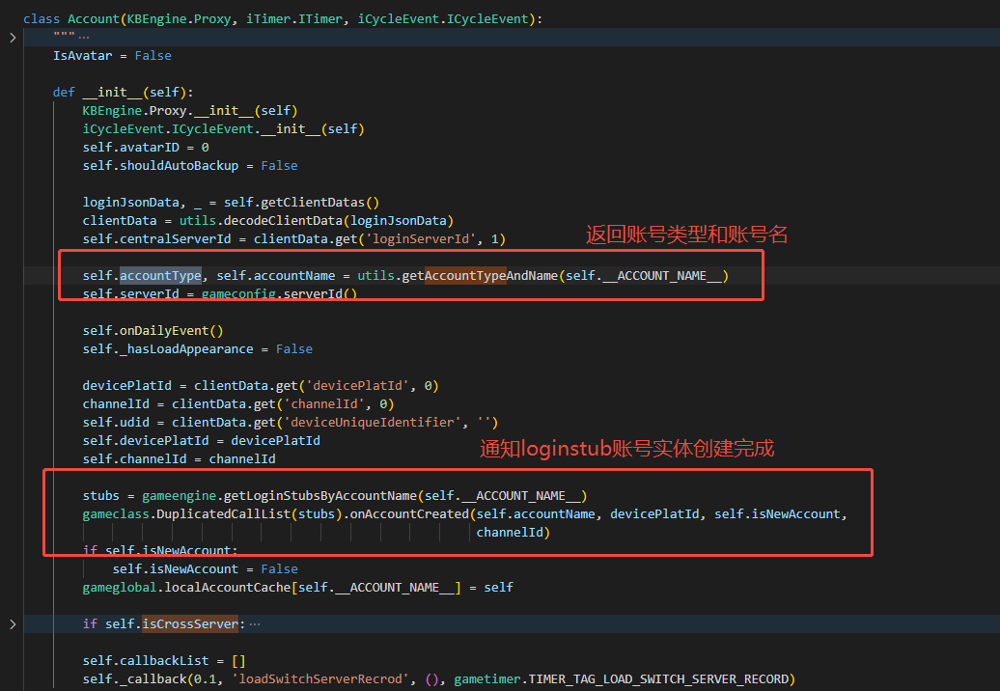 class Account(KBEngine.Proxy, iTimer.ITimer, iCycleEvent.ICycleEvent):
"""…
IsAvatar = False
def __init__(self):
KBEngine.Proxy.__init__(self)
iCycleEvent.ICycleEvent.__init__(self)
self.avatarID = 0
self.shouldAutoBackup = False
loginJsonData, _ = self.getClientDatas()
clientData = utils.decodeClientData(loginJsonData)
self.centralServerId = clientData.get('loginServerId', 1)
返回账号类型和账号名
self.accountType, self.accountName = utils.getAccountTypeAndName(self.__ACCOUNT_NAME__)
self.serverId = gameconfig.serverId()
self.onDailyEvent()
self._hasLoadAppearance = False
devicePlatId = clientData.get('devicePlatId', 0)
channelId = clientData.get('channelId', 0)
self.udid = clientData.get('deviceUniqueIdentifier', '')
self.devicePlatId = devicePlatId
self.channelId = channelId
通知loginstub账号实体创建完成
stubs = gameengine.getLoginStubsByAccountName(self.__ACCOUNT_NAME__)
gameclass.DuplicatedCallList(stubs).onAccountCreated(self.accountName, devicePlatId, self.isNewAccount,
channelId)
if self.isNewAccount:
self.isNewAccount = False
gameglobal.localAccountCache[self.__ACCOUNT_NAME__] = self
if self.isCrossServer:…
self.callbackList = []
self._callback(0.1, 'loadSwitchServerRecrod', (), gametimer.TIMER_TAG_LOAD_SWITCH_SERVER_RECORD)